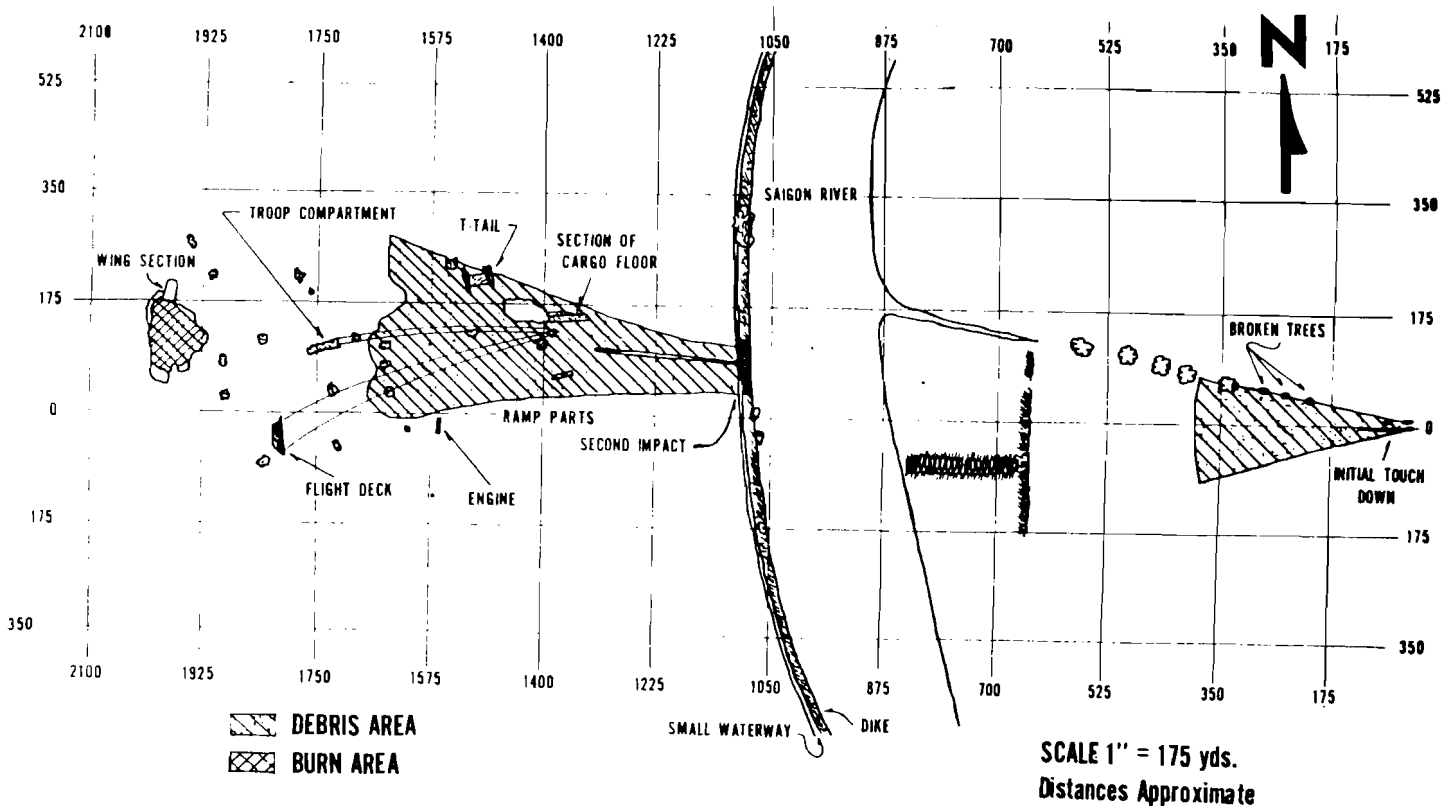 2100 1925 1750 1575 1400 1225 1050 875 700 525 350 175
N
525 525
350 350
SAIGON RIVER
TROOP COMPARTMENT
T-TAIL
SECTION OF
CARGO FLOOR
WING SECTION
175 175
BROKEN TREES
0 0
RAMP PARTS
SECOND IMPACT
FLIGHT DECK
ENGINE
INITIAL TOUCH
DOWN
175 175
350 350
2100 1925 1750 1575 1400 1225 1050 875 700 525 350 175
SMALL WATERWAY
DIKE
DEBRIS AREA
BURN AREA
SCALE 1" = 175 yds.
Distances Approximate